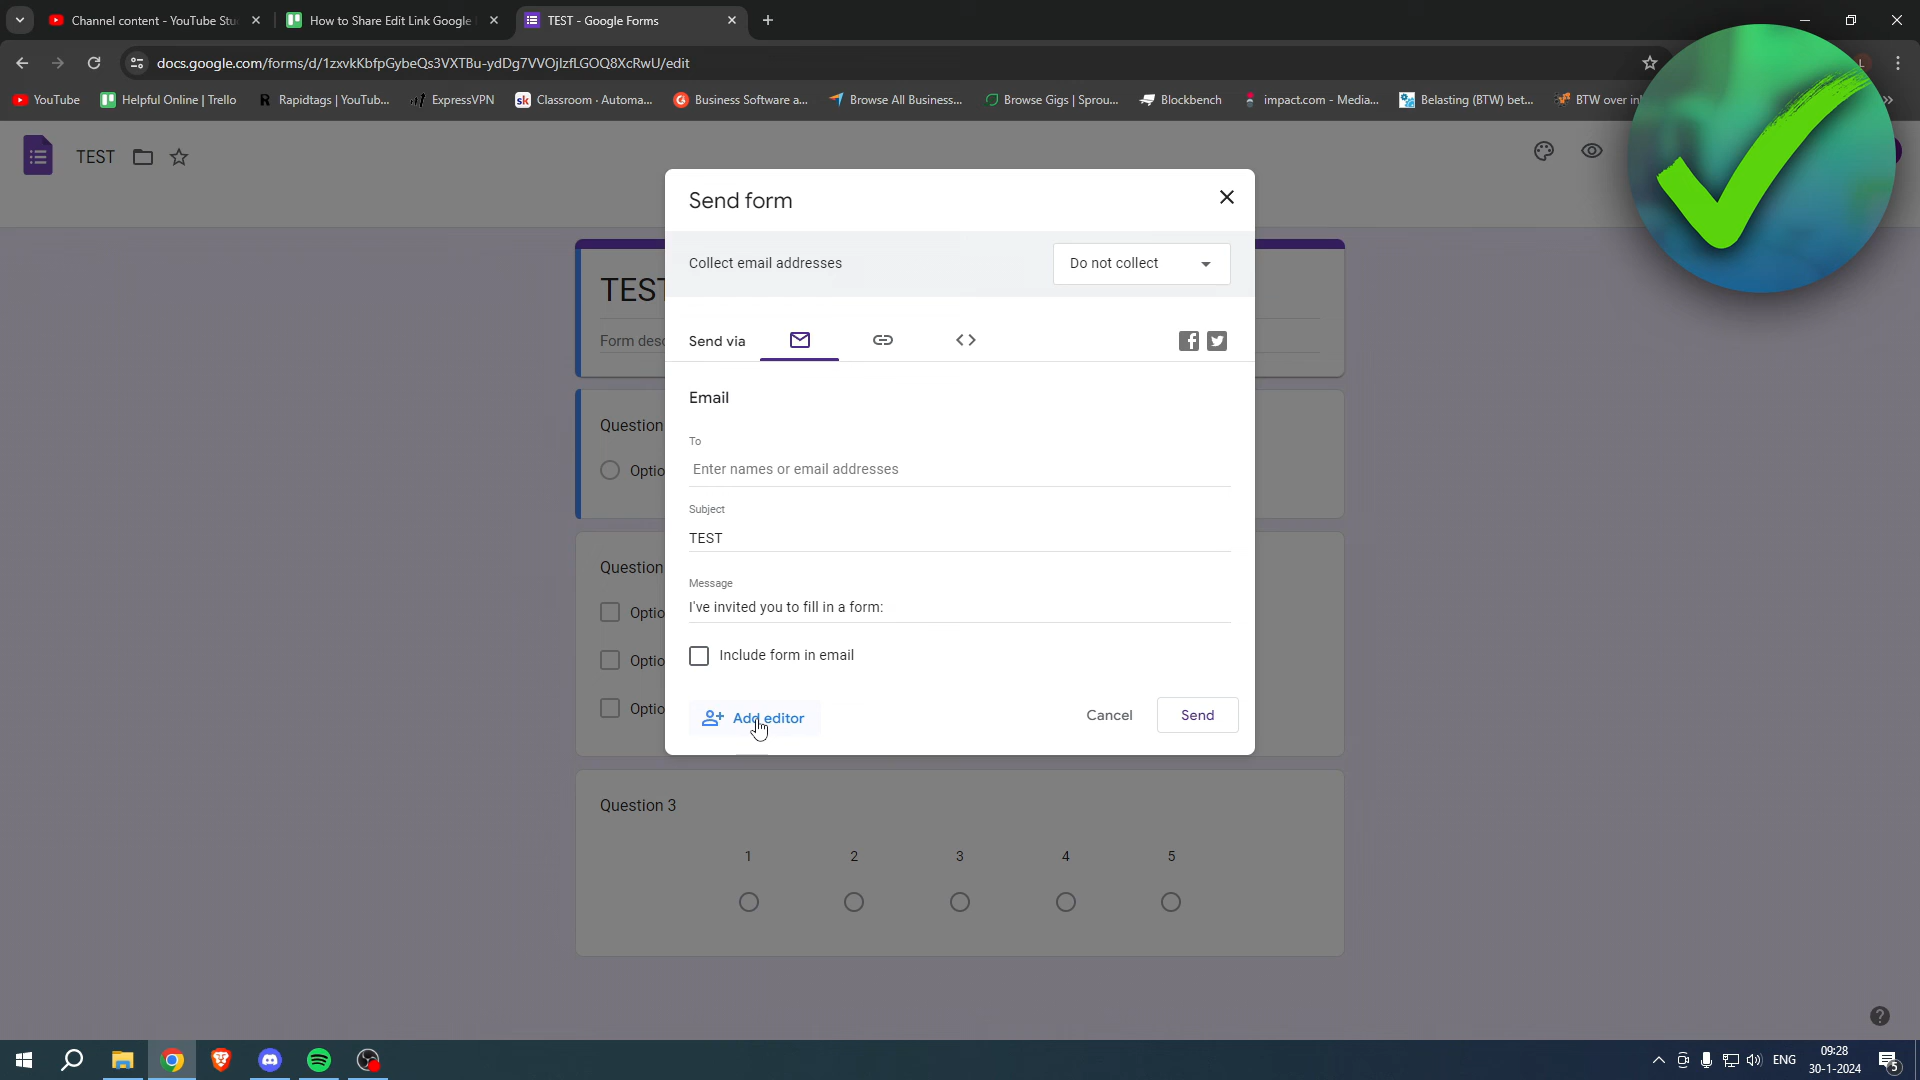 Channel content - YouTube Stu
How to Share Edit Link Google
TEST - Google Forms
docs.google.com/forms/d/1zxvkKbfpGybeQs3VXTBu-ydDg7VVOjIzfLGOQ8XcRwU/edit
YouTube
Helpful Online | Trello
Rapidtags | YouTub...
ExpressVPN
Classroom · Automa...
Business Software a...
Browse All Business...
Browse Gigs | Sprou...
Blockbench
impact.com - Media...
Belasting (BTW) bet...
BTW over in
TEST
Send form
Collect email addresses
Do not collect
TEST
Form desc
Send via
Email
Question
To
Enter names or email addresses
Optio
Subject
TEST
Question
Message
I've invited you to fill in a form:
Optio
Include form in email
Optio
Optio
Add editor
Cancel
Send
Question 3
1 2 3 4 5
ENG
09:28
30-1-2024
5